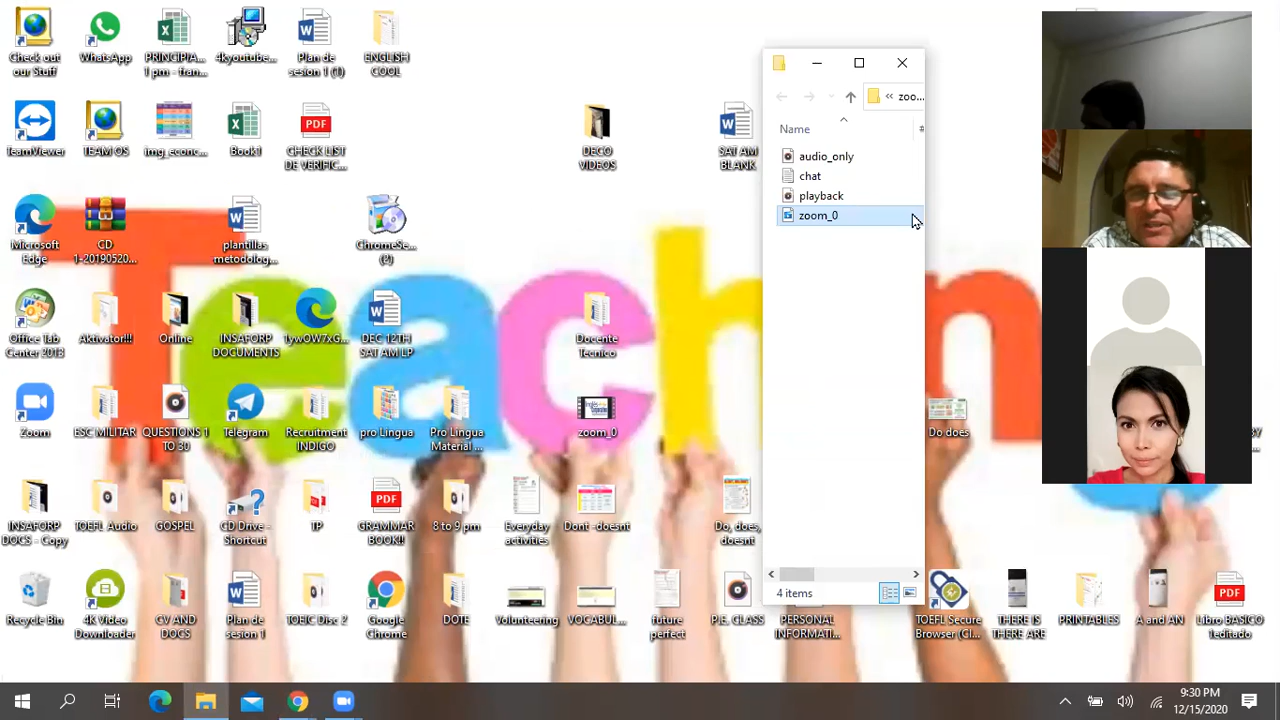 Check out
our Stuff
WhatsApp
PRINCIPIA...
1 pm - fran...
4kyoutube...
Plan de
sesion 1 (1)
ENGLISH
COOL
TeamViewer
TEAM OS
img_econc...
Book1
PDF
CHECK LIST
DE VERIFIC...
DECO
VIDEOS
SAT AM
BLANK
Microsoft
Edge
CD
1-20190520...
plantillas
metodolog...
ChromeSe...
(2)
Office Tab
Center 2013
Aktivator!!!
Online
INSAFORP
DOCUMENTS
1ywOW7xG...
DEC 12TH
SAT AM LP
Docente
Tecnico
Zoom
ESC MILITAR
QUESTIONS 1
TO 30
Telegram
Recruitment
INDIGO
pro Lingua
Pro Lingua
Material ...
zoom_0
Do does
INSAFORP
DOCS - Copy
TOEFL Audio
GOSPEL
CD Drive -
Shortcut
TP
PDF
GRAMMAR
BOOK!!
8 to 9 pm
Everyday
activities
Dont -doesnt
Do, does,
doesnt
Recycle Bin
4K Video
Downloader
CV AND
DOCS
Plan de
sesion 1
TOEIC Disc 2
Google
Chrome
DOTE
Volunteering
VOCABUL...
future
perfect
P.E. CLASS
PERSONAL
INFORMATI...
TOEFL Secure
Browser (Cl...
THERE IS
THERE ARE
PRINTABLES
A and AN
PDF
Libro BASICO
1editado
Teach n
zoo...
Name
audio_only
chat
playback
zoom_0
4 items
9:30 PM
12/15/2020